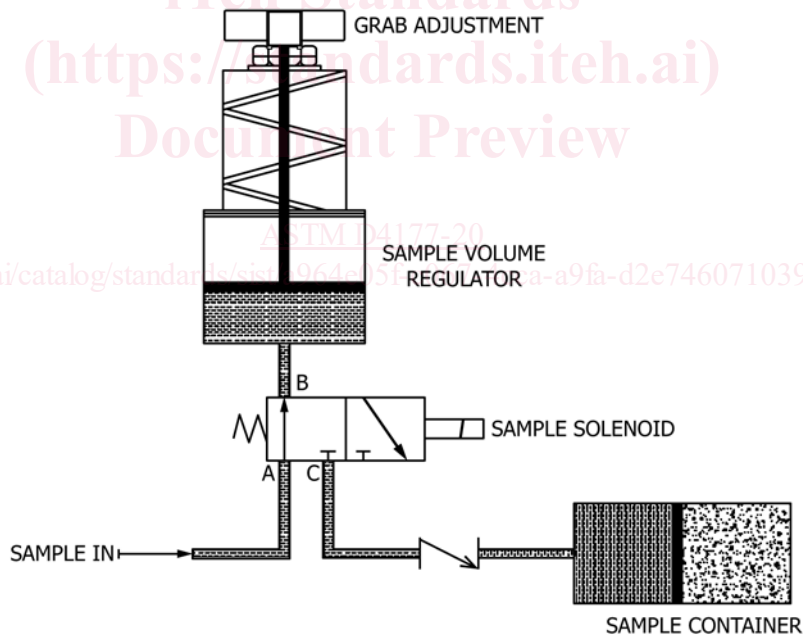 iTeh Standards
GRAB ADJUSTMENT
(https://standards.iteh.ai)
Document Preview
ASTM D4177-20
SAMPLE VOLUME
REGULATOR
B
SAMPLE SOLENOID
A
C
SAMPLE IN
SAMPLE CONTAINER